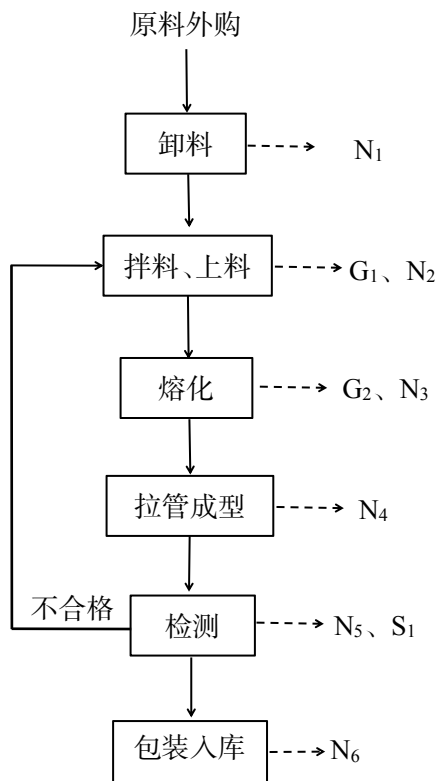 原料外购
卸料
N₁
拌料、上料
G₁、N₂
熔化
G₂、N₃
拉管成型
N₄
不合格
检测
N₅、S₁
包装入库
N₆